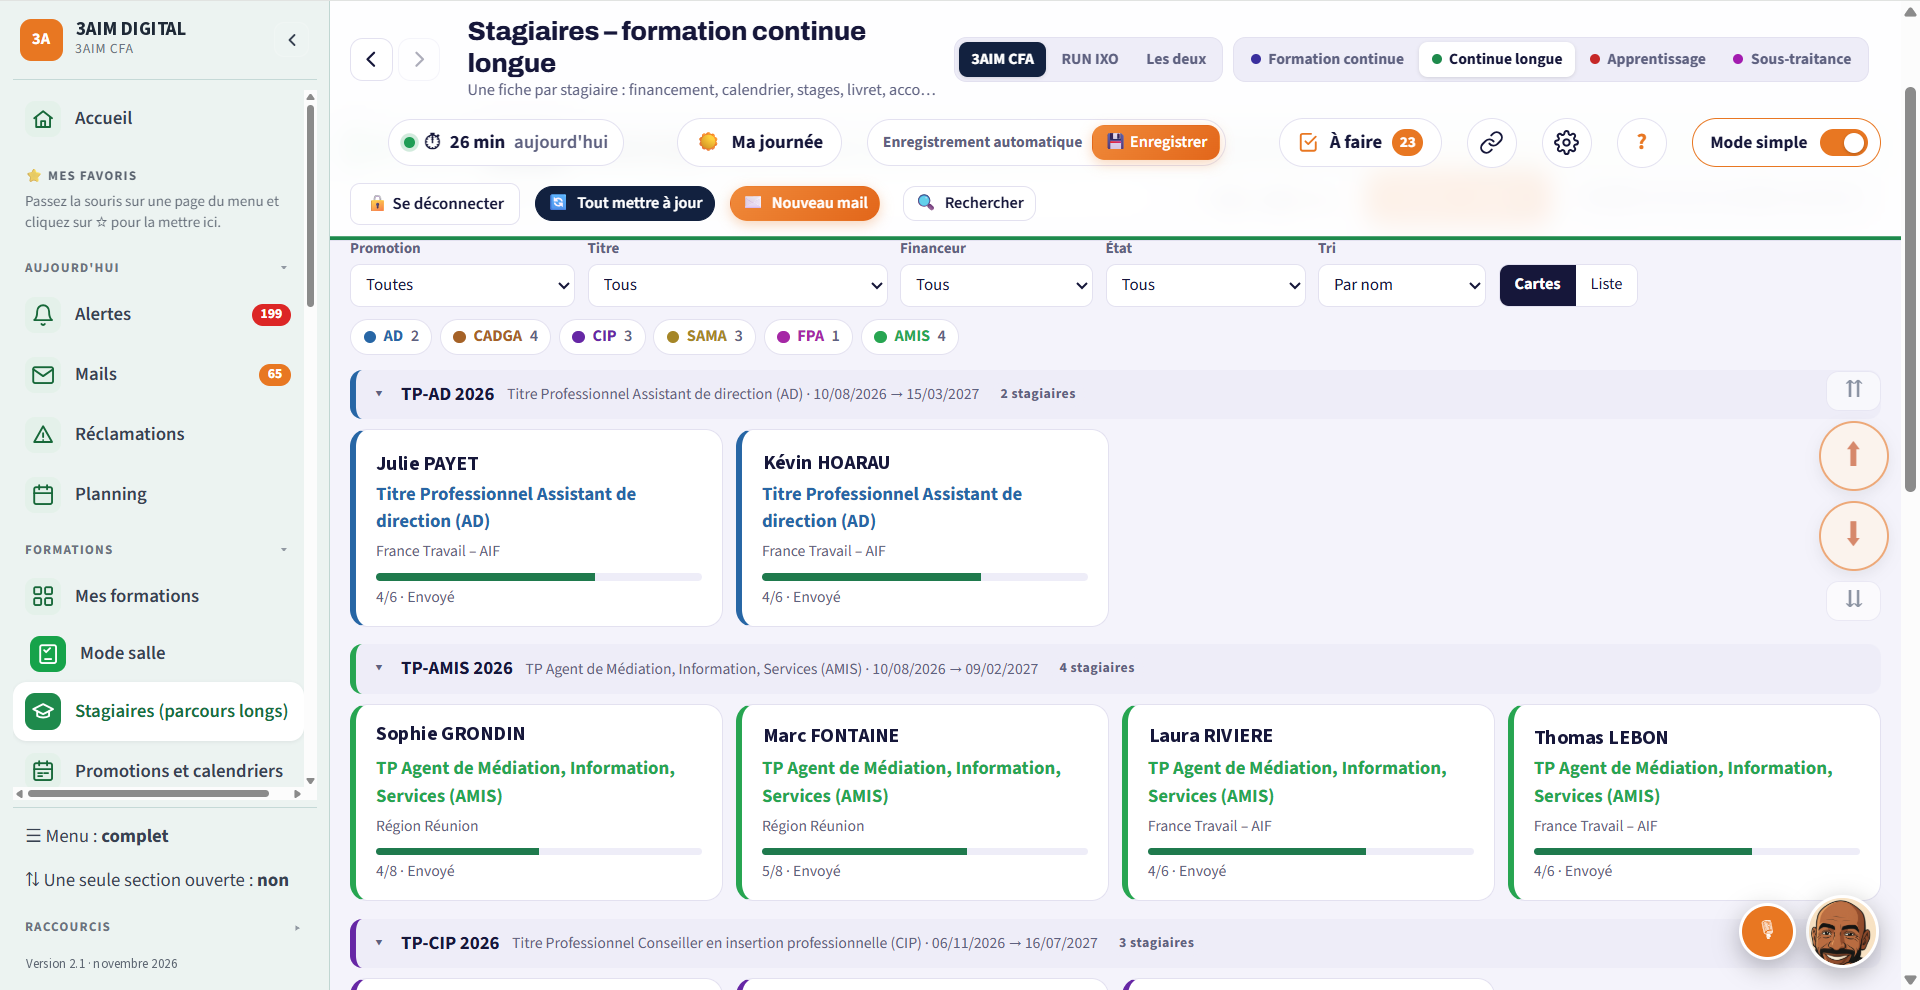 3A
3AIM DIGITAL
3AIM CFA
Accueil
MES FAVORIS
Passez la souris sur une page du menu et
cliquez sur ☆ pour la mettre ici.
AUJOURD'HUI
Alertes 199
Mails 65
Réclamations
Planning
FORMATIONS
Mes formations
Mode salle
Stagiaires (parcours longs)
Promotions et calendriers
☰ Menu : complet
⇅ Une seule section ouverte : non
RACCOURCIS
Version 2.1 · novembre 2026
Stagiaires – formation continue
longue
Une fiche par stagiaire : financement, calendrier, stages, livret, acco…
3AIM CFA RUN IXO Les deux
Formation continue Continue longue Apprentissage Sous-traitance
26 min aujourd'hui
Ma journée
Enregistrement automatique Enregistrer
À faire 23
?
Mode simple
Se déconnecter
Tout mettre à jour
Nouveau mail
Rechercher
Promotion Titre Financeur État Tri
Toutes Tous Tous Tous Par nom Cartes Liste
AD 2 CADGA 4 CIP 3 SAMA 3 FPA 1 AMIS 4
TP-AD 2026 Titre Professionnel Assistant de direction (AD) · 10/08/2026 → 15/03/2027 2 stagiaires
Julie PAYET
Titre Professionnel Assistant de
direction (AD)
France Travail – AIF
4/6 · Envoyé
Kévin HOARAU
Titre Professionnel Assistant de
direction (AD)
France Travail – AIF
4/6 · Envoyé
TP-AMIS 2026 TP Agent de Médiation, Information, Services (AMIS) · 10/08/2026 → 09/02/2027 4 stagiaires
Sophie GRONDIN
TP Agent de Médiation, Information,
Services (AMIS)
Région Réunion
4/8 · Envoyé
Marc FONTAINE
TP Agent de Médiation, Information,
Services (AMIS)
Région Réunion
5/8 · Envoyé
Laura RIVIERE
TP Agent de Médiation, Information,
Services (AMIS)
France Travail – AIF
4/6 · Envoyé
Thomas LEBON
TP Agent de Médiation, Information,
Services (AMIS)
France Travail – AIF
4/6 · Envoyé
TP-CIP 2026 Titre Professionnel Conseiller en insertion professionnelle (CIP) · 06/11/2026 → 16/07/2027 3 stagiaires